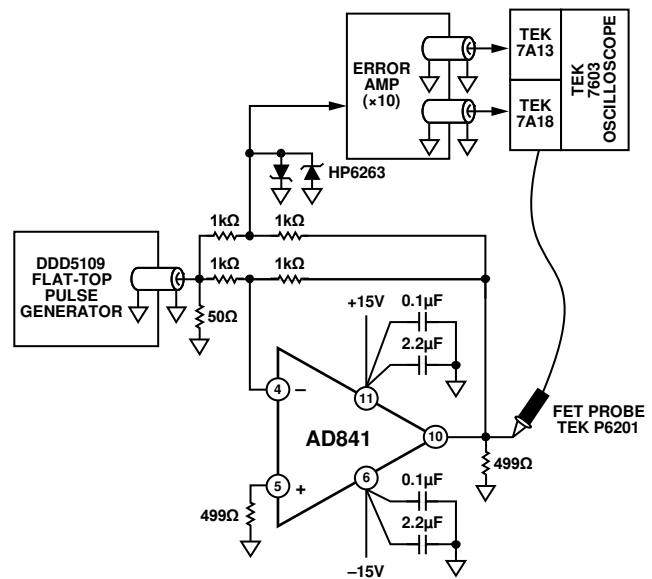 TEK
7A13
TEK
7A18
TEK
7603
OSCILLOSCOPE
ERROR
AMP
(×10)
HP6263
1kΩ
1kΩ
1kΩ
1kΩ
DDD5109
FLAT-TOP
PULSE
GENERATOR
50Ω
+15V
0.1µF
2.2µF
4
–
11
AD841
10
5
+
6
499Ω
0.1µF
2.2µF
–15V
499Ω
FET PROBE
TEK P6201